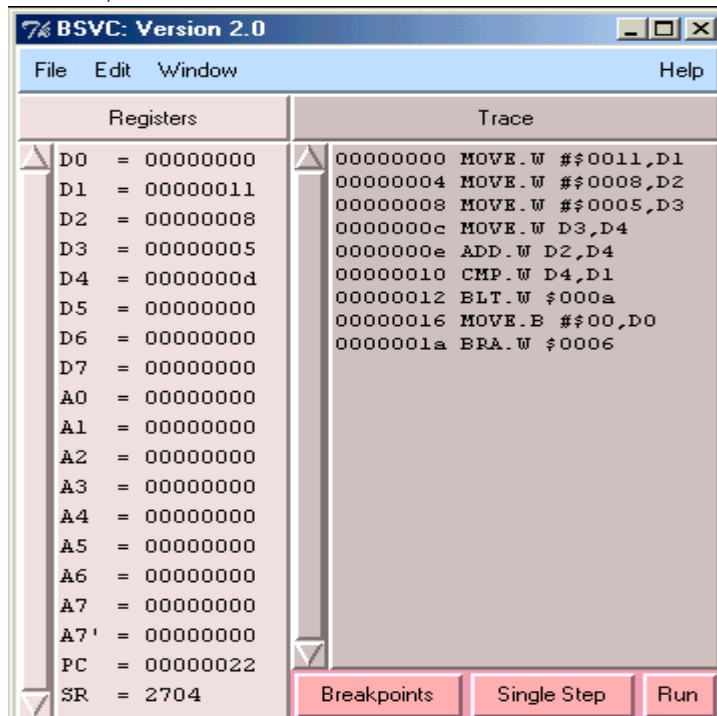 BSVC: Version 2.0
File Edit Window Help
Registers
D0 = 00000000
D1 = 00000011
D2 = 00000008
D3 = 00000005
D4 = 0000000d
D5 = 00000000
D6 = 00000000
D7 = 00000000
A0 = 00000000
A1 = 00000000
A2 = 00000000
A3 = 00000000
A4 = 00000000
A5 = 00000000
A6 = 00000000
A7 = 00000000
A7' = 00000000
PC = 00000022
SR = 2704
Trace
00000000 MOVE.W #$0011,D1
00000004 MOVE.W #$0008,D2
00000008 MOVE.W #$0005,D3
0000000c MOVE.W D3,D4
0000000e ADD.W D2,D4
00000010 CMP.W D4,D1
00000012 BLT.W $000a
00000016 MOVE.B #$00,D0
0000001a BRA.W $0006
Breakpoints Single Step Run